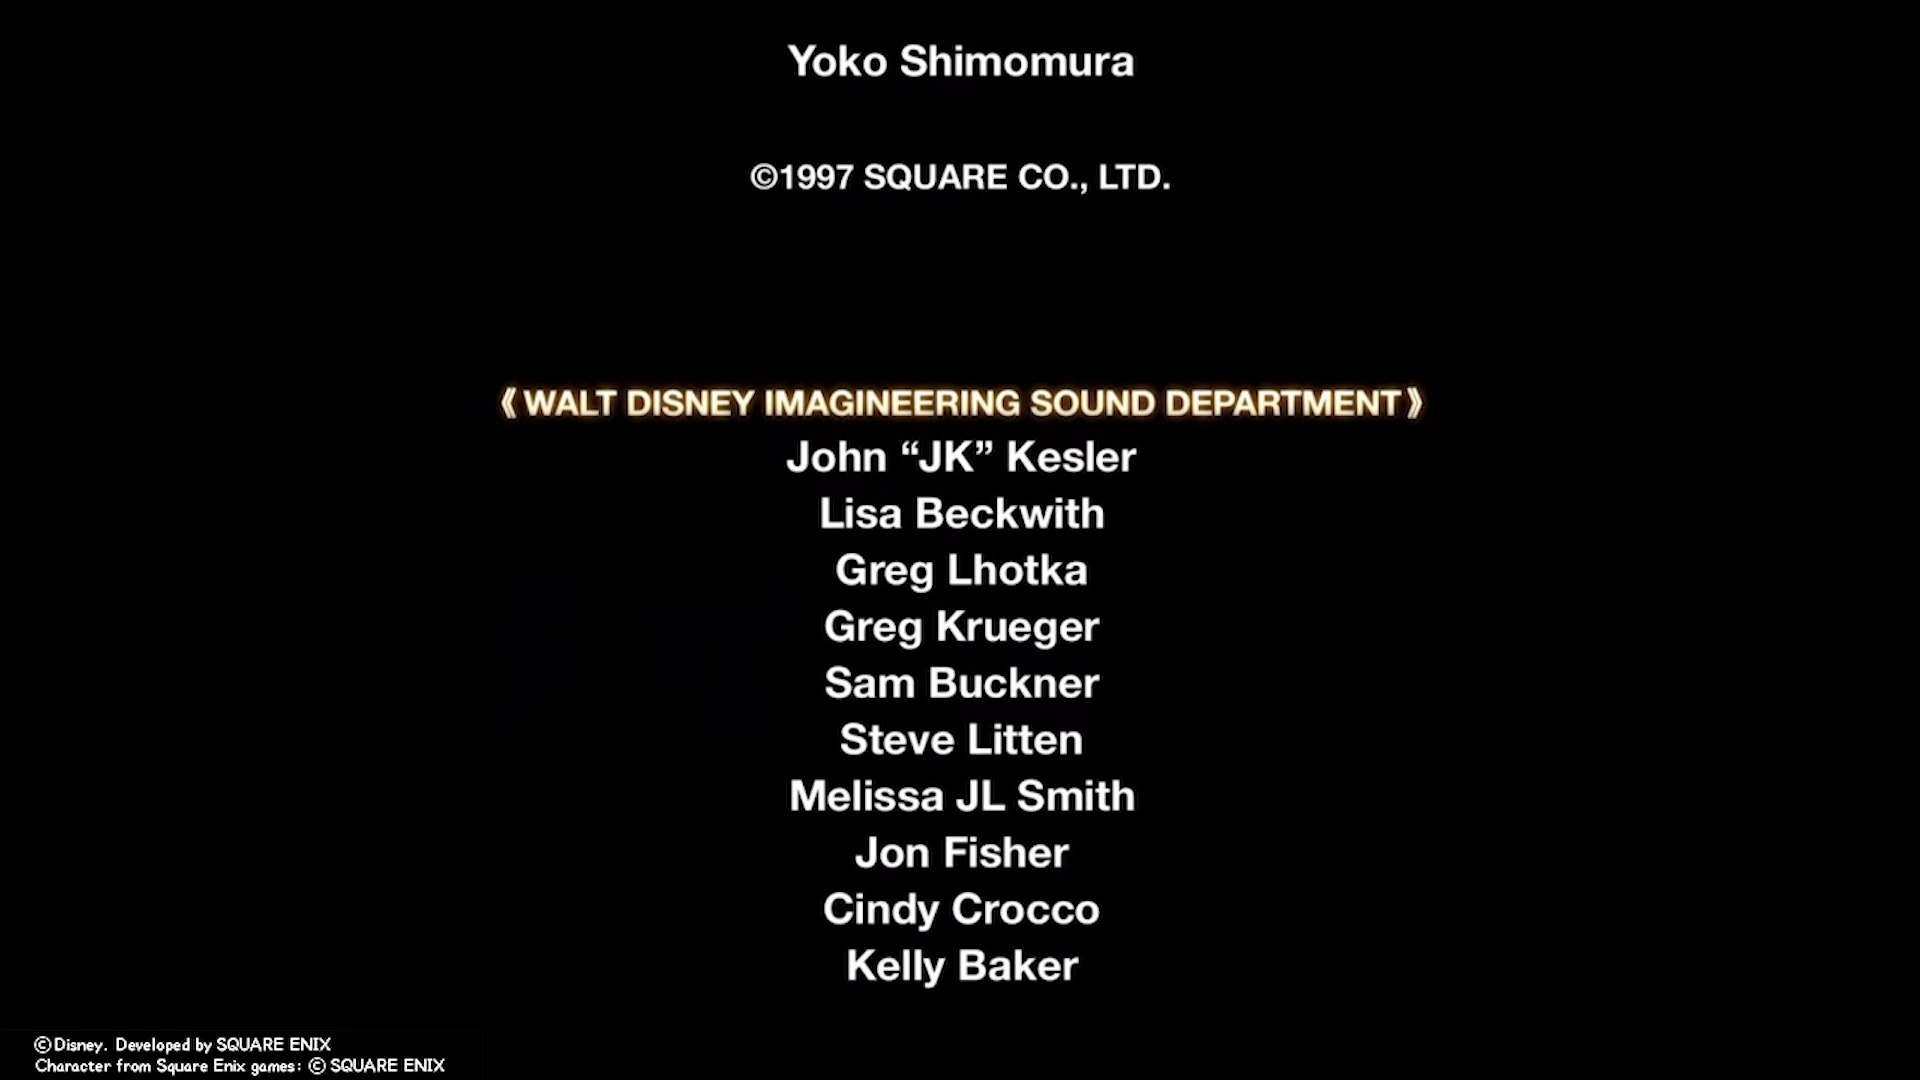 Yoko Shimomura
©1997 SQUARE CO., LTD.
《WALT DISNEY IMAGINEERING SOUND DEPARTMENT》
John “JK” Kesler
Lisa Beckwith
Greg Lhotka
Greg Krueger
Sam Buckner
Steve Litten
Melissa JL Smith
Jon Fisher
Cindy Crocco
Kelly Baker
©Disney. Developed by SQUARE ENIX
Character from Square Enix games: © SQUARE ENIX